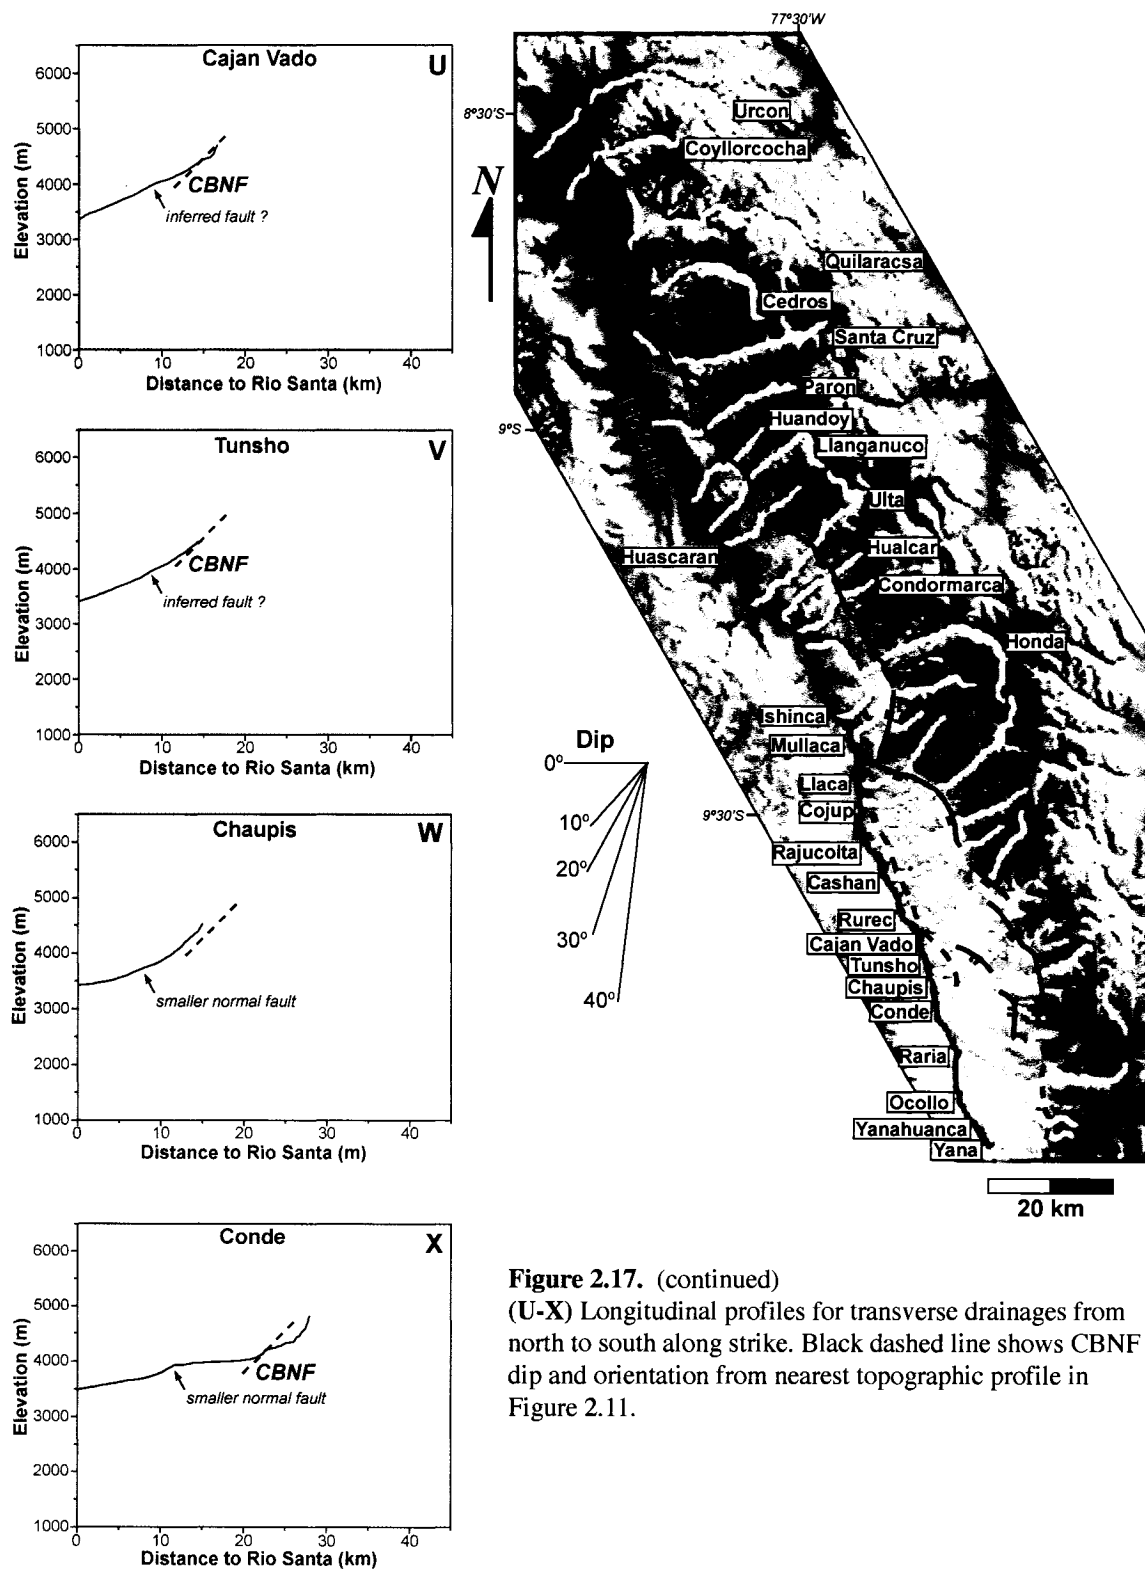 Cajan Vado
U
6000
5000
4000
3000
2000
1000
Elevation (m)
CBNF
inferred fault ?
0 10 20 30 40
Distance to Rio Santa (km)
Tunsho
V
6000
5000
4000
3000
2000
1000
Elevation (m)
CBNF
inferred fault ?
0 10 20 30 40
Distance to Rio Santa (km)
Chaupis
W
6000
5000
4000
3000
2000
1000
Elevation (m)
smaller normal fault
0 10 20 30 40
Distance to Rio Santa (m)
Conde
X
6000
5000
4000
3000
2000
1000
Elevation (m)
CBNF
smaller normal fault
0 10 20 30 40
Distance to Rio Santa (km)
77°30'W
8°30'S
N
9°S
9°30'S
Urcon
Coyllorcocha
Quilaracsa
Cedros
Santa Cruz
Paron
Huandoy
Llanganuco
Ulta
Huascaran
Hualcan
Condormarca
Honda
Ishinca
Mullaca
Llaca
Cojup
Rajucolta
Cashan
Rurec
Cajan Vado
Tunsho
Chaupis
Conde
Raria
Ocollo
Yanahuanca
Yana
Dip
0°
10°
20°
30°
40°
20 km
Figure 2.17. (continued)
(U-X) Longitudinal profiles for transverse drainages from
north to south along strike. Black dashed line shows CBNF
dip and orientation from nearest topographic profile in
Figure 2.11.